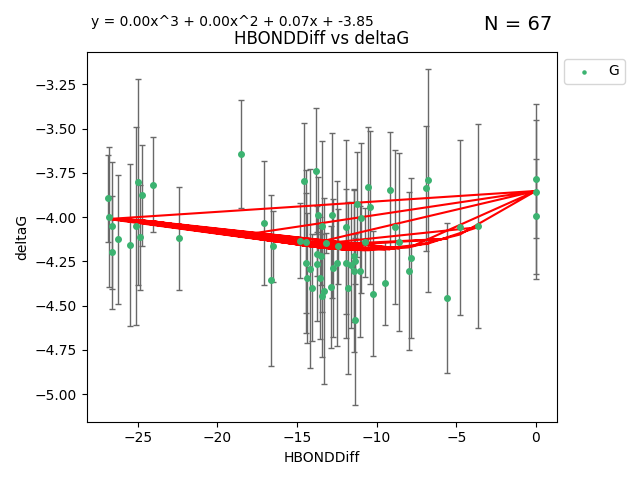 y = 0.00x^3 + 0.00x^2 + 0.07x + -3.85
N = 67
HBONDDiff vs deltaG
G
deltaG
−3.25
−3.50
−3.75
−4.00
−4.25
−4.50
−4.75
−5.00
−25
−20
−15
−10
−5
0
HBONDDiff